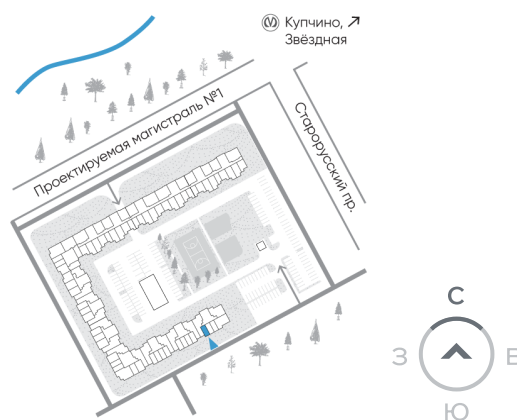 Купчино,
Звёздная
Проектируемая магистраль №1
Старорусский пр.
С
З
В
Ю